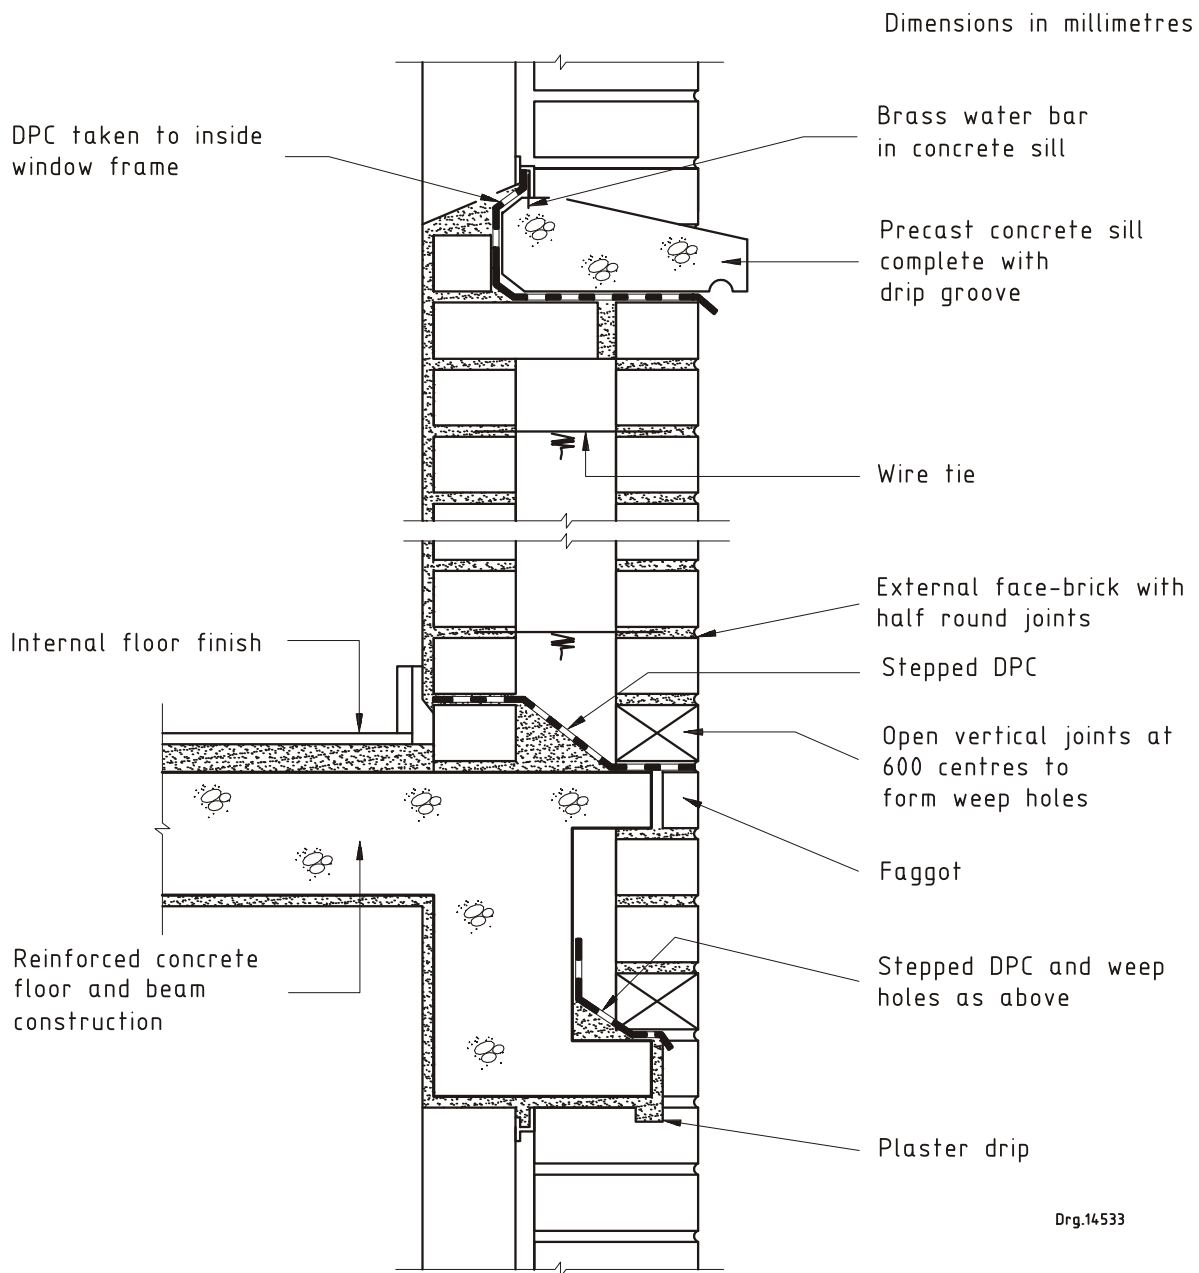 Dimensions in millimetres
DPC taken to inside
window frame
Brass water bar
in concrete sill
Precast concrete sill
complete with
drip groove
Wire tie
External face-brick with
half round joints
Internal floor finish
Stepped DPC
Open vertical joints at
600 centres to
form weep holes
Faggot
Reinforced concrete
floor and beam
construction
Stepped DPC and weep
holes as above
Plaster drip
Drg.14533